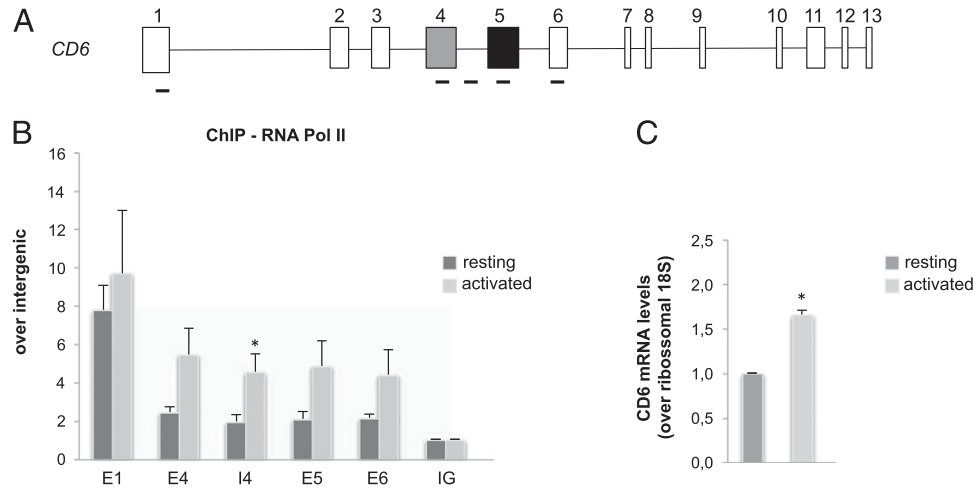 A
1 2 3 4 5 6 7 8 9 10 11 12 13
CD6
B
ChIP - RNA Pol II
over intergenic
16
14
12
10
8
6
4
2
0
*
resting
activated
E1 E4 I4 E5 E6 IG
C
CD6 mRNA levels
(over ribossomal 18S)
2,5
2,0
1,5
1,0
0,5
0,0
*
resting
activated